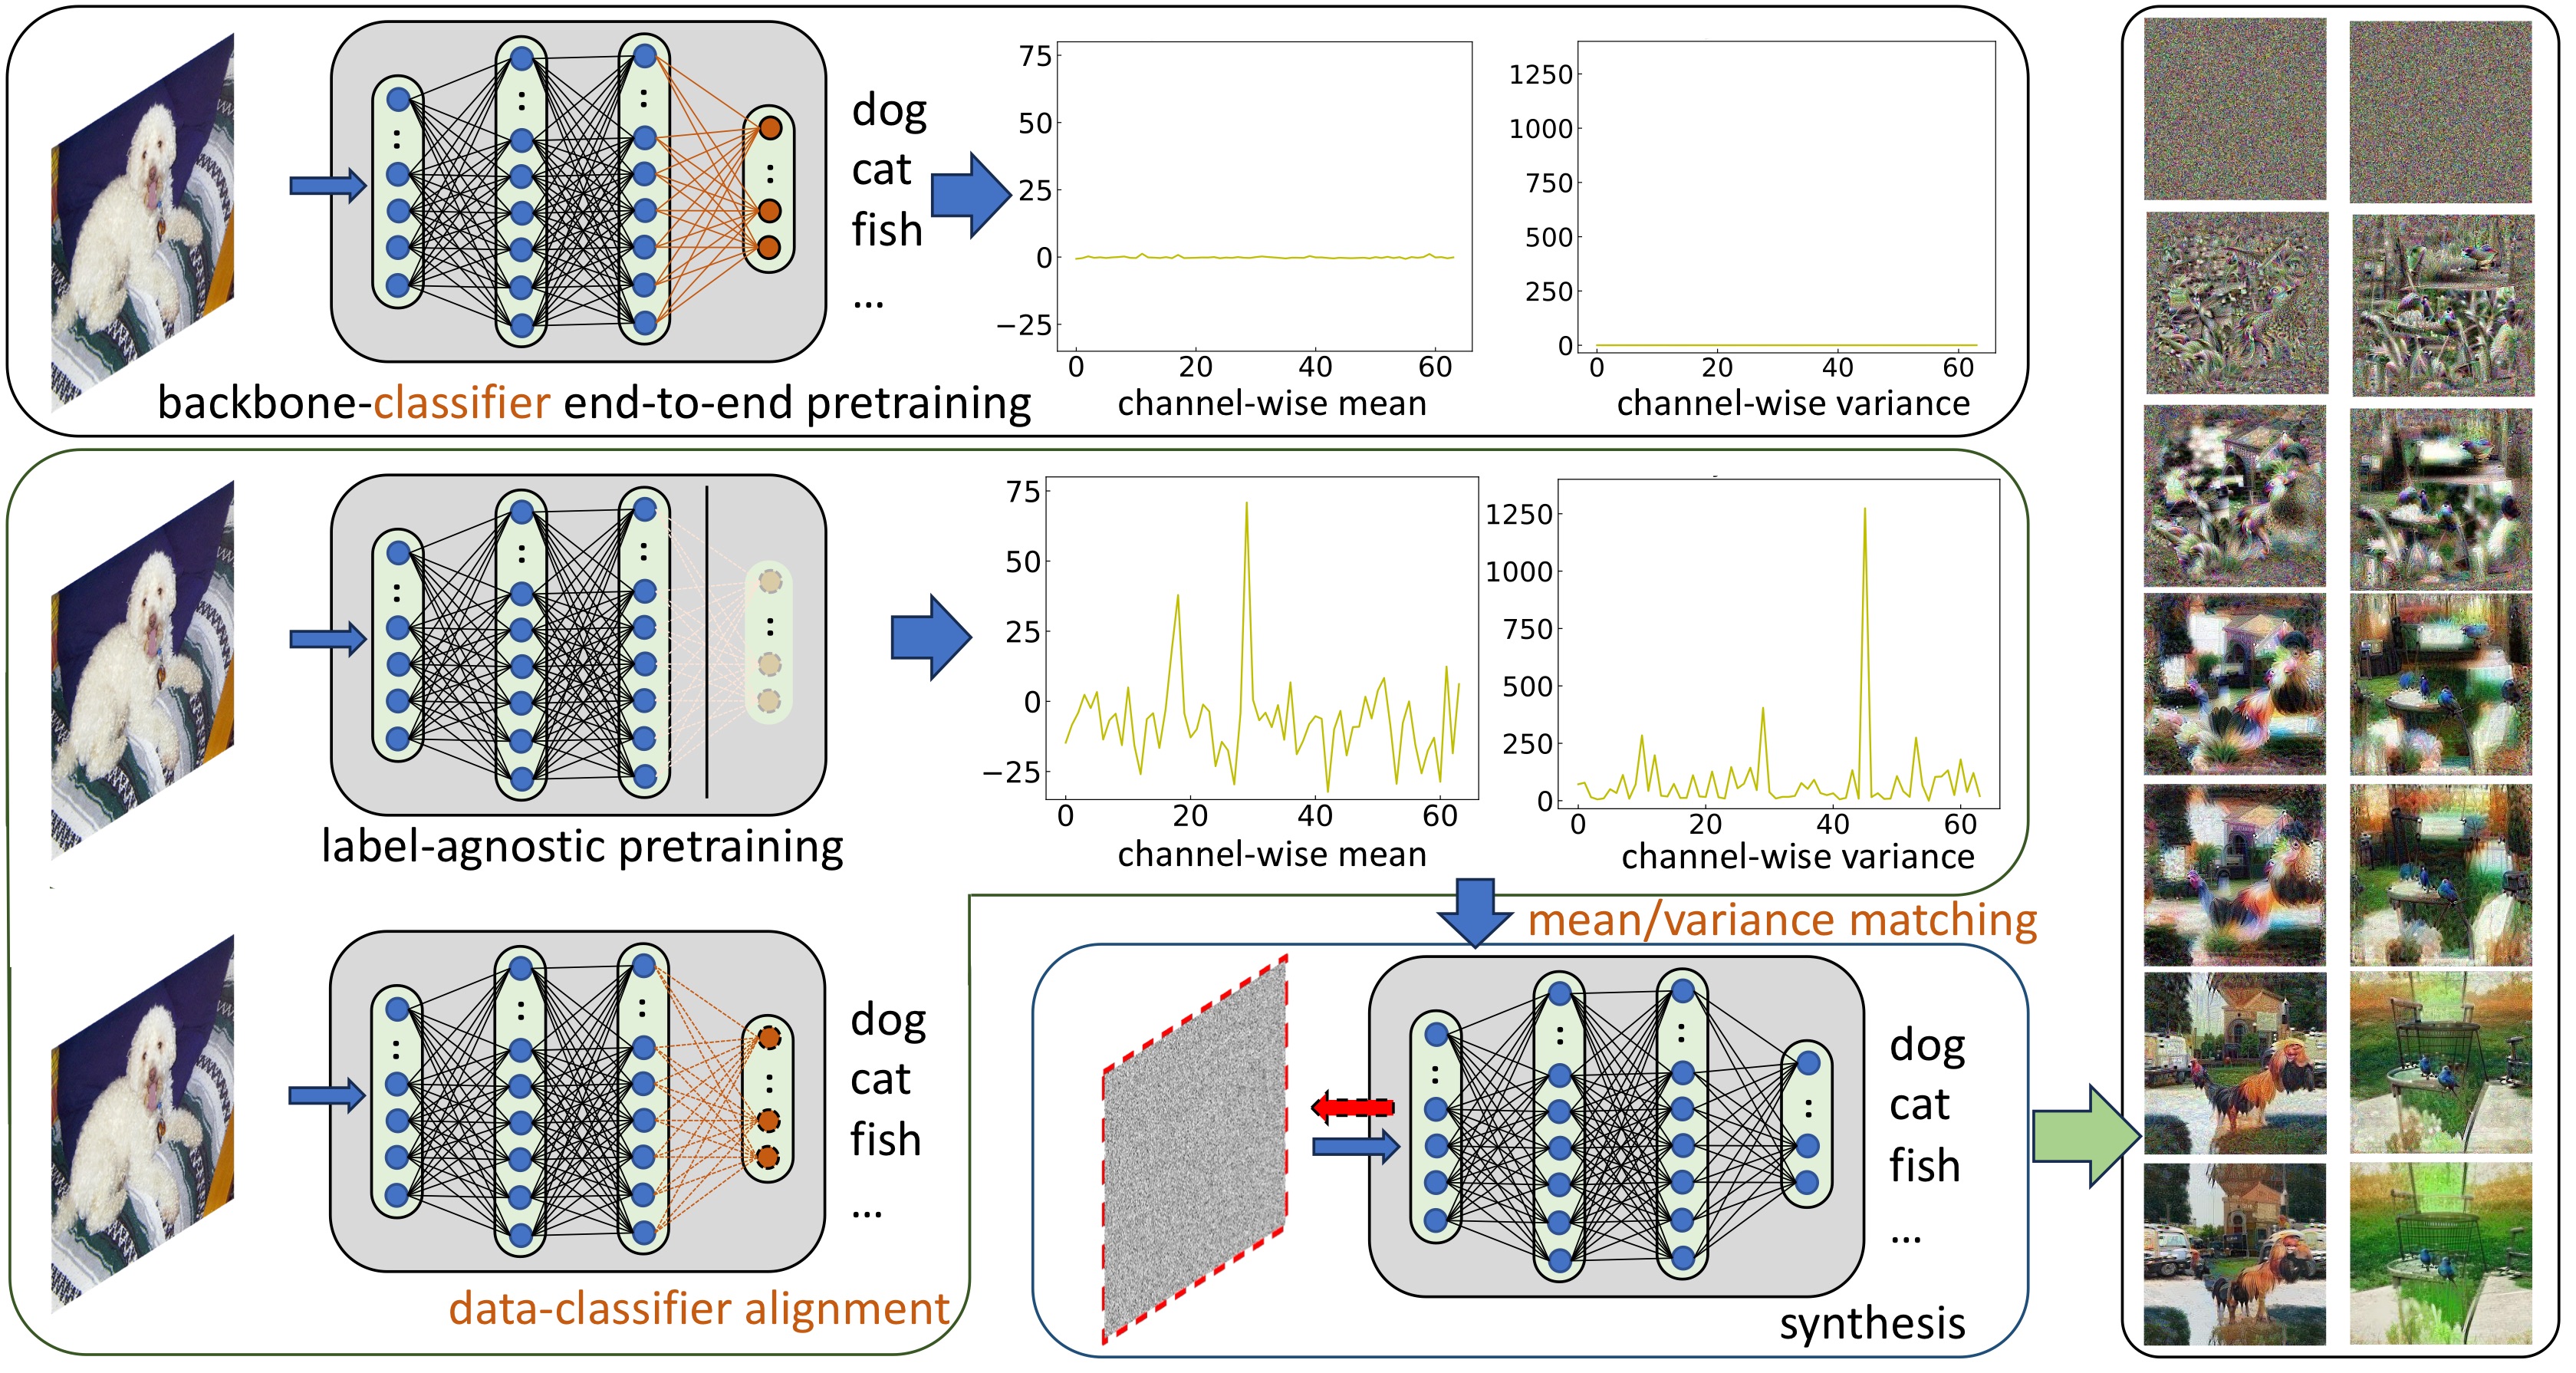 dog
cat
fish
...
backbone-classifier end-to-end pretraining
75
50
25
0
−25
0 20 40 60
channel-wise mean
1250
1000
750
500
250
0
0 20 40 60
channel-wise variance
label-agnostic pretraining
75
50
25
0
−25
0 20 40 60
channel-wise mean
1250
1000
750
500
250
0
0 20 40 60
channel-wise variance
mean/variance matching
dog
cat
fish
...
data-classifier alignment
dog
cat
fish
...
synthesis